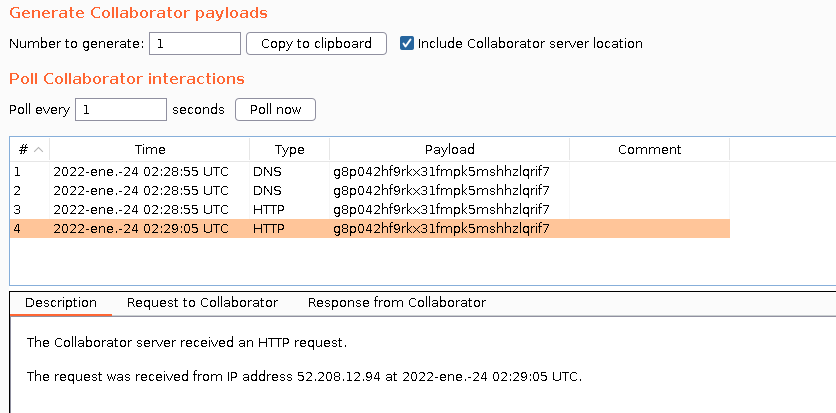 Generate Collaborator payloads
Number to generate: 1 Copy to clipboard Include Collaborator server location
Poll Collaborator interactions
Poll every 1 seconds Poll now
# Time Type Payload Comment
1 2022-ene.-24 02:28:55 UTC DNS g8p042hf9rkx31fmpk5mshhzlqrif7
2 2022-ene.-24 02:28:55 UTC DNS g8p042hf9rkx31fmpk5mshhzlqrif7
3 2022-ene.-24 02:28:55 UTC HTTP g8p042hf9rkx31fmpk5mshhzlqrif7
4 2022-ene.-24 02:29:05 UTC HTTP g8p042hf9rkx31fmpk5mshhzlqrif7
Description Request to Collaborator Response from Collaborator
The Collaborator server received an HTTP request.
The request was received from IP address 52.208.12.94 at 2022-ene.-24 02:29:05 UTC.